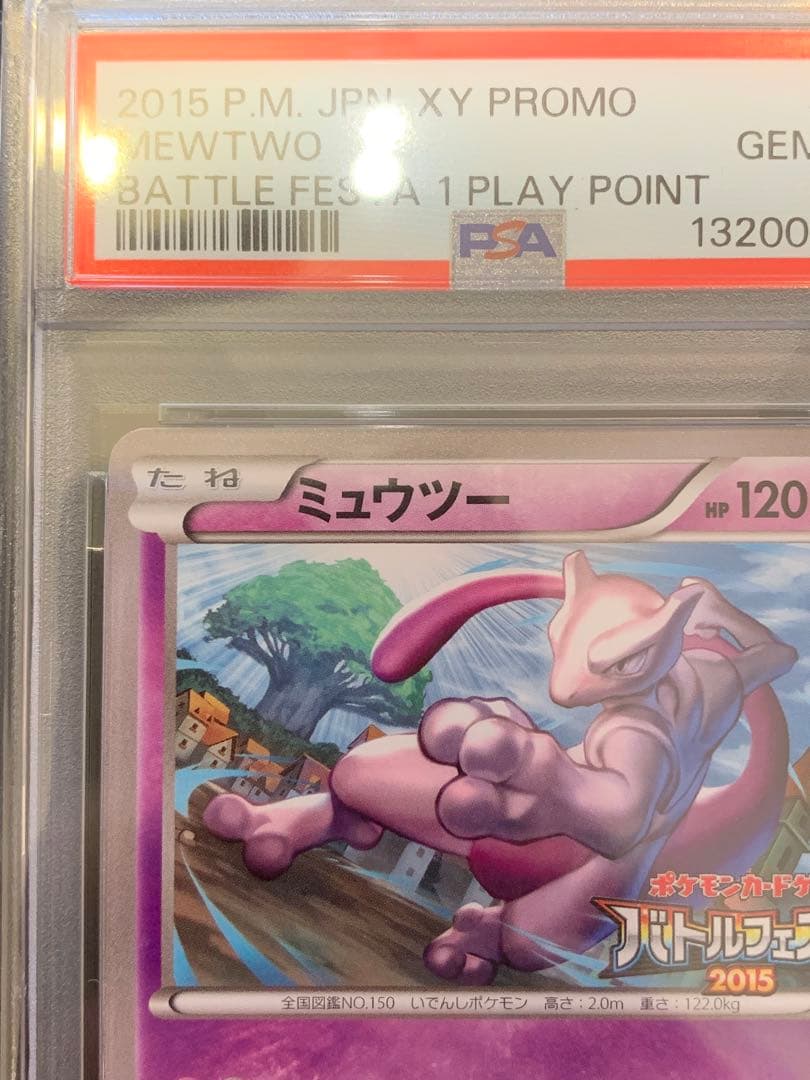 2015 P.M. JPN. XY PROMO
MEWTWO GEM
BATTLE FESTA 1 PLAY POINT
PSA 13200
たね ミュウツー HP 120
ポケモンカードゲ
バトルフェス
2015
全国図鑑NO.150 いでんしポケモン 高さ:2.0m 重さ:122.0kg